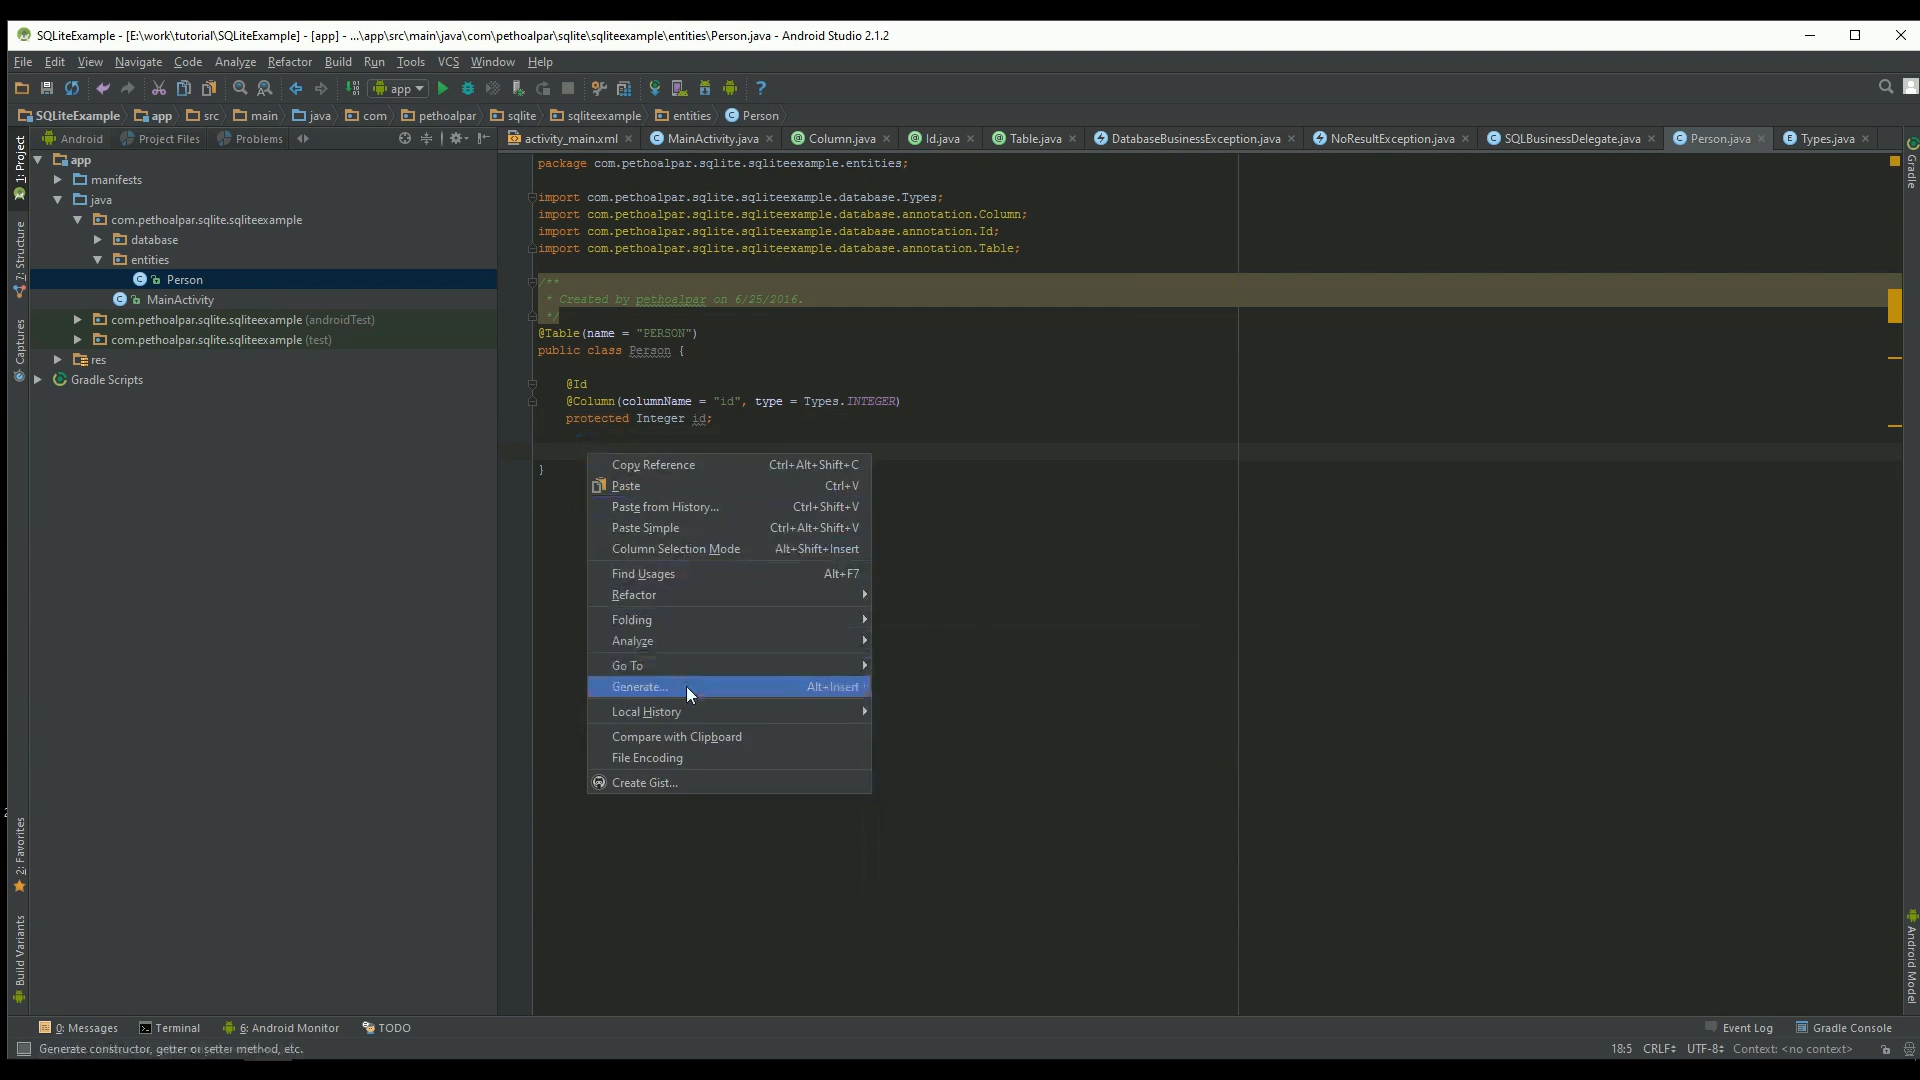 SQLiteExample - [E:\work\tutorial\SQLiteExample] - [app] - ...\app\src\main\java\com\pethoalpar\sqlite\sqliteexample\entities\Person.java - Android Studio 2.1.2
File Edit View Navigate Code Analyze Refactor Build Run Tools VCS Window Help
app
SQLiteExample app src main java com pethoalpar sqlite sqliteexample entities Person
Android Project Files Problems
activity_main.xml MainActivity.java Column.java Id.java Table.java DatabaseBusinessException.java NoResultException.java SQLBusinessDelegate.java Person.java Types.java
1: Project
7: Structure
Captures
2: Favorites
Build Variants
app
manifests
java
com.pethoalpar.sqlite.sqliteexample
database
entities
Person
MainActivity
com.pethoalpar.sqlite.sqliteexample (androidTest)
com.pethoalpar.sqlite.sqliteexample (test)
res
Gradle Scripts
package com.pethoalpar.sqlite.sqliteexample.entities;
import com.pethoalpar.sqlite.sqliteexample.database.Types;
import com.pethoalpar.sqlite.sqliteexample.database.annotation.Column;
import com.pethoalpar.sqlite.sqliteexample.database.annotation.Id;
import com.pethoalpar.sqlite.sqliteexample.database.annotation.Table;
/**
* Created by pethoalpar on 6/25/2016.
*/
@Table(name = "PERSON")
public class Person {
@Id
@Column(columnName = "id", type = Types.INTEGER)
protected Integer id;
}
Copy Reference Ctrl+Alt+Shift+C
Paste Ctrl+V
Paste from History... Ctrl+Shift+V
Paste Simple Ctrl+Alt+Shift+V
Column Selection Mode Alt+Shift+Insert
Find Usages Alt+F7
Refactor
Folding
Analyze
Go To
Generate... Alt+Insert
Local History
Compare with Clipboard
File Encoding
Create Gist...
Gradle
Android Model
0: Messages Terminal 6: Android Monitor TODO Event Log Gradle Console
Generate constructor, getter or setter method, etc. 18:5 CRLF UTF-8 Context: <no context>